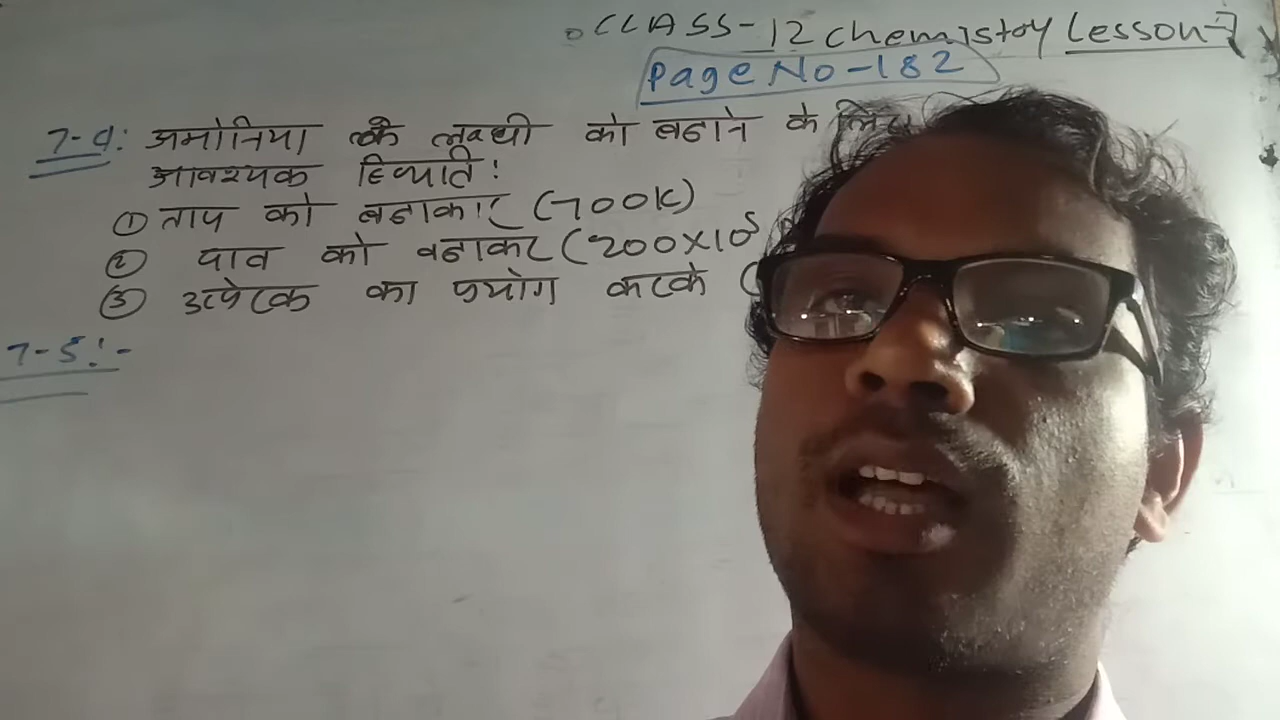 CLASS-12 Chemistry Lesson-7
Page No-182
7-4: अमोनिया के लब्धी को बढाने के लिए
आवश्यक स्थिति:
① ताप को बढाकर (700K)
② दाब को बढाकर (200×10⁵
③ उत्प्रेरक का प्रयोग करके (
7-5:-